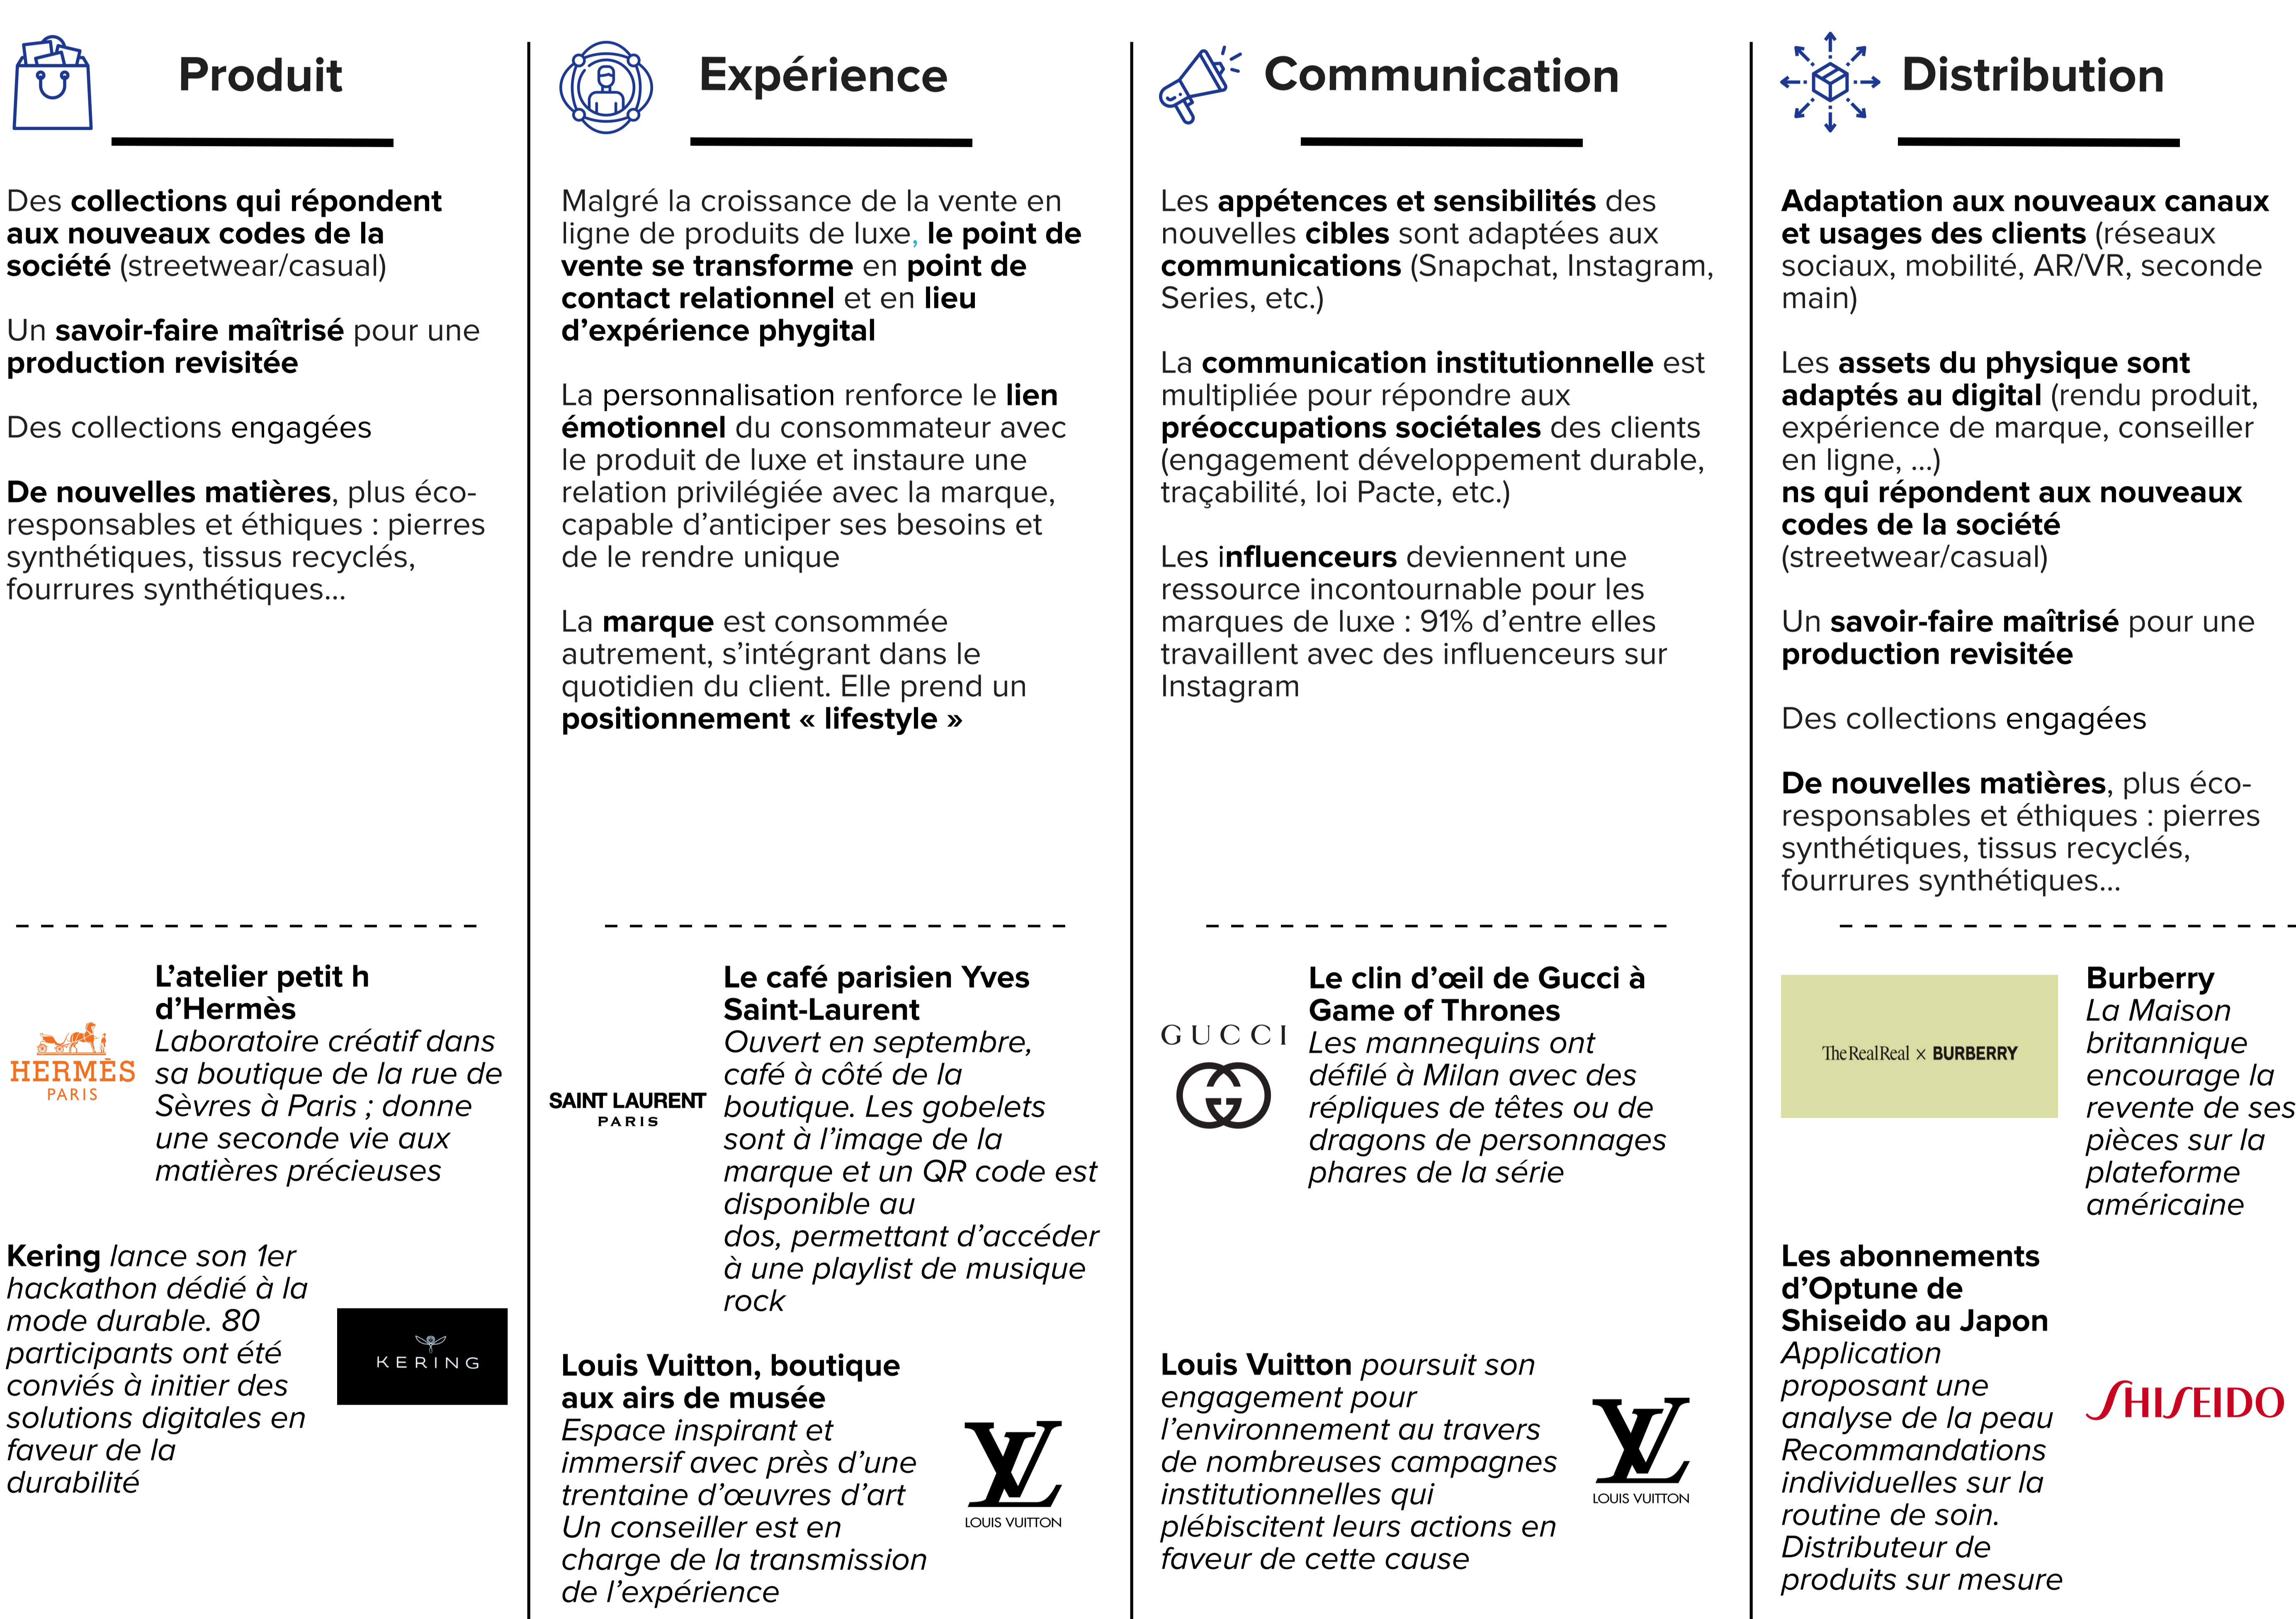 Produit
Des collections qui répondent
aux nouveaux codes de la
société (streetwear/casual)
Un savoir-faire maîtrisé pour une
production revisitée
Des collections engagées
De nouvelles matières, plus éco-
responsables et éthiques : pierres
synthétiques, tissus recyclés,
fourrures synthétiques...
HERMÈS
PARIS
L'atelier petit h
d'Hermès
Laboratoire créatif dans
sa boutique de la rue de
Sèvres à Paris ; donne
une seconde vie aux
matières précieuses
Kering lance son 1er
hackathon dédié à la
mode durable. 80
participants ont été
conviés à initier des
solutions digitales en
faveur de la
durabilité
KERING
Expérience
Malgré la croissance de la vente en
ligne de produits de luxe, le point de
vente se transforme en point de
contact relationnel et en lieu
d'expérience phygital
La personnalisation renforce le lien
émotionnel du consommateur avec
le produit de luxe et instaure une
relation privilégiée avec la marque,
capable d'anticiper ses besoins et
de le rendre unique
La marque est consommée
autrement, s'intégrant dans le
quotidien du client. Elle prend un
positionnement « lifestyle »
SAINT LAURENT
PARIS
Le café parisien Yves
Saint-Laurent
Ouvert en septembre,
café à côté de la
boutique. Les gobelets
sont à l'image de la
marque et un QR code est
disponible au
dos, permettant d'accéder
à une playlist de musique
rock
Louis Vuitton, boutique
aux airs de musée
Espace inspirant et
immersif avec près d'une
trentaine d'œuvres d'art
Un conseiller est en
charge de la transmission
de l'expérience
LV
LOUIS VUITTON
Communication
Les appétences et sensibilités des
nouvelles cibles sont adaptées aux
communications (Snapchat, Instagram,
Series, etc.)
La communication institutionnelle est
multipliée pour répondre aux
préoccupations sociétales des clients
(engagement développement durable,
traçabilité, loi Pacte, etc.)
Les influenceurs deviennent une
ressource incontournable pour les
marques de luxe : 91% d'entre elles
travaillent avec des influenceurs sur
Instagram
GUCCI
Le clin d'œil de Gucci à
Game of Thrones
Les mannequins ont
défilé à Milan avec des
répliques de têtes ou de
dragons de personnages
phares de la série
Louis Vuitton poursuit son
engagement pour
l'environnement au travers
de nombreuses campagnes
institutionnelles qui
plébiscitent leurs actions en
faveur de cette cause
LV
LOUIS VUITTON
Distribution
Adaptation aux nouveaux canaux
et usages des clients (réseaux
sociaux, mobilité, AR/VR, seconde
main)
Les assets du physique sont
adaptés au digital (rendu produit,
expérience de marque, conseiller
en ligne, ...)
ns qui répondent aux nouveaux
codes de la société
(streetwear/casual)
Un savoir-faire maîtrisé pour une
production revisitée
Des collections engagées
De nouvelles matières, plus éco-
responsables et éthiques : pierres
synthétiques, tissus recyclés,
fourrures synthétiques...
TheRealReal × BURBERRY
Burberry
La Maison
britannique
encourage la
revente de ses
pièces sur la
plateforme
américaine
Les abonnements
d'Optune de
Shiseido au Japon
Application
proposant une
analyse de la peau
Recommandations
individuelles sur la
routine de soin.
Distributeur de
produits sur mesure
SHISEIDO